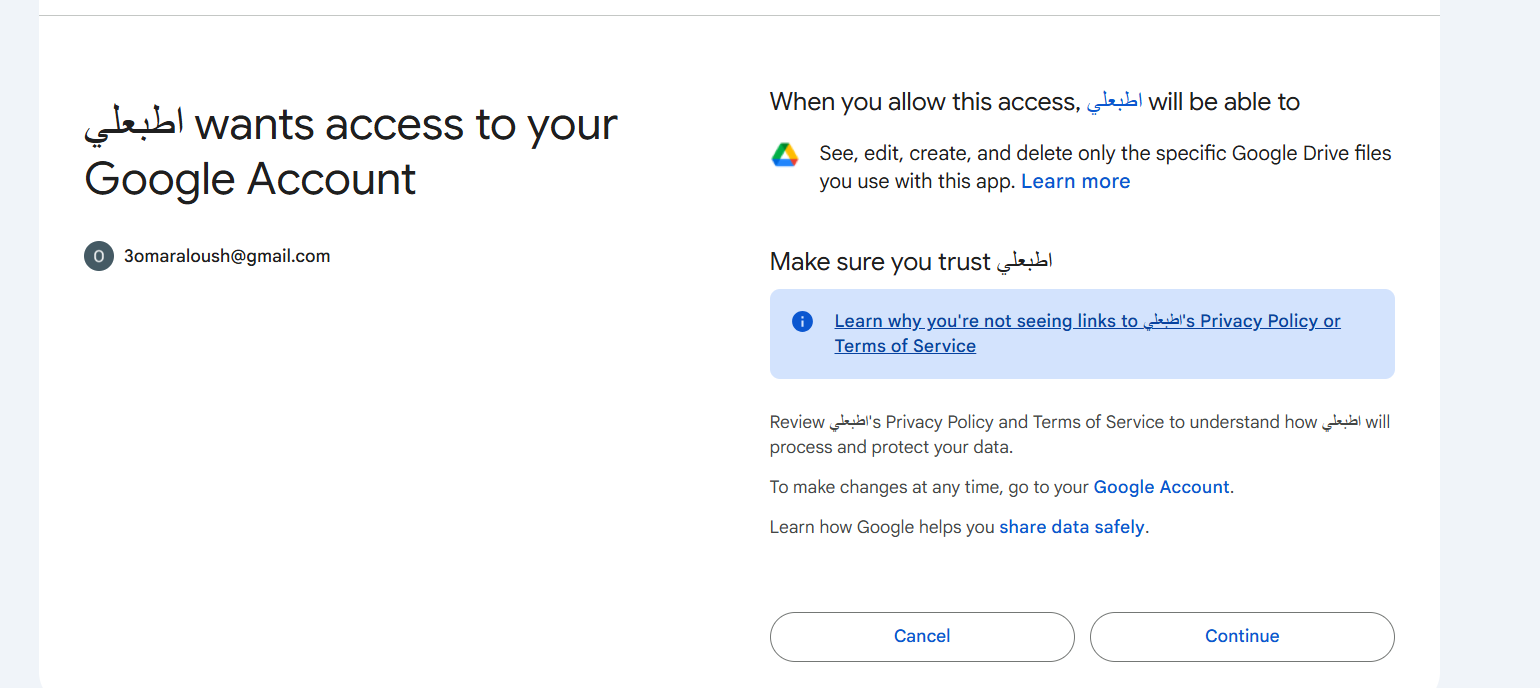 اطبعلي wants access to your
Google Account
O 3omaraloush@gmail.com
When you allow this access, اطبعلي will be able to
See, edit, create, and delete only the specific Google Drive files
you use with this app. Learn more
Make sure you trust اطبعلي
Learn why you're not seeing links to اطبعلي's Privacy Policy or
Terms of Service
Review اطبعلي's Privacy Policy and Terms of Service to understand how اطبعلي will
process and protect your data.
To make changes at any time, go to your Google Account.
Learn how Google helps you share data safely.
Cancel
Continue